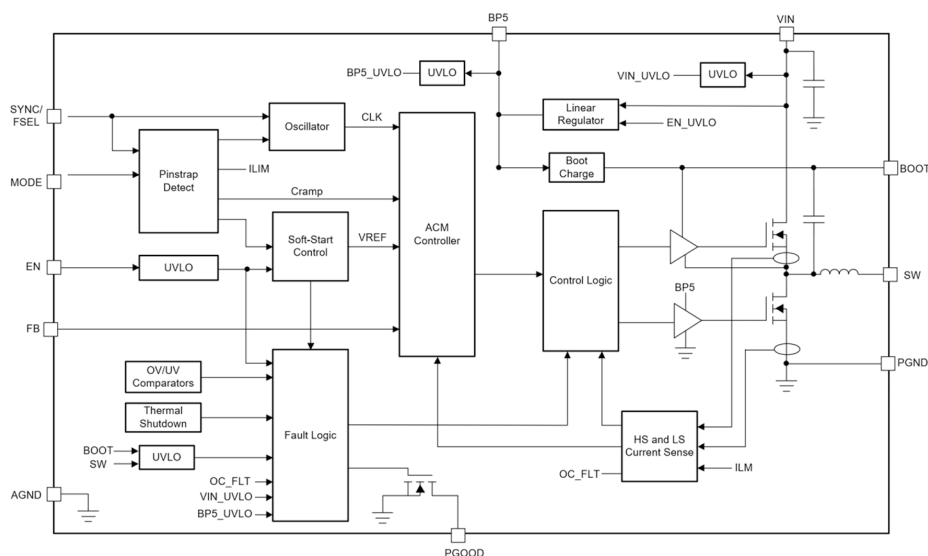 BP5
VIN
BP5_UVLO
UVLO
VIN_UVLO
UVLO
SYNC/
FSEL
Oscillator
CLK
Linear
Regulator
EN_UVLO
MODE
Pinstrap
Detect
ILIM
Cramp
Boot
Charge
BOOT
ACM
Controller
Soft-Start
Control
VREF
EN
UVLO
Control Logic
SW
BP5
FB
OV/UV
Comparators
PGND
Thermal
Shutdown
Fault Logic
HS and LS
Current Sense
BOOT
SW
UVLO
OC_FLT
ILM
OC_FLT
VIN_UVLO
BP5_UVLO
AGND
PGOOD